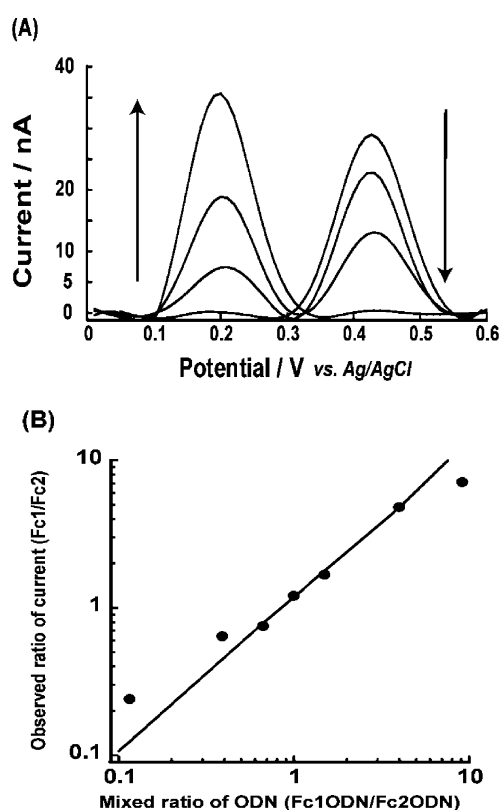 (A)
40
20
10
5
0
Current / nA
0 0.1 0.2 0.3 0.4 0.5 0.6
Potential / V vs. Ag/AgCl
(B)
10
1
0.1
Observed ratio of current (Fc1/Fc2)
0.1 1 10
Mixed ratio of ODN (Fc1ODN/Fc2ODN)